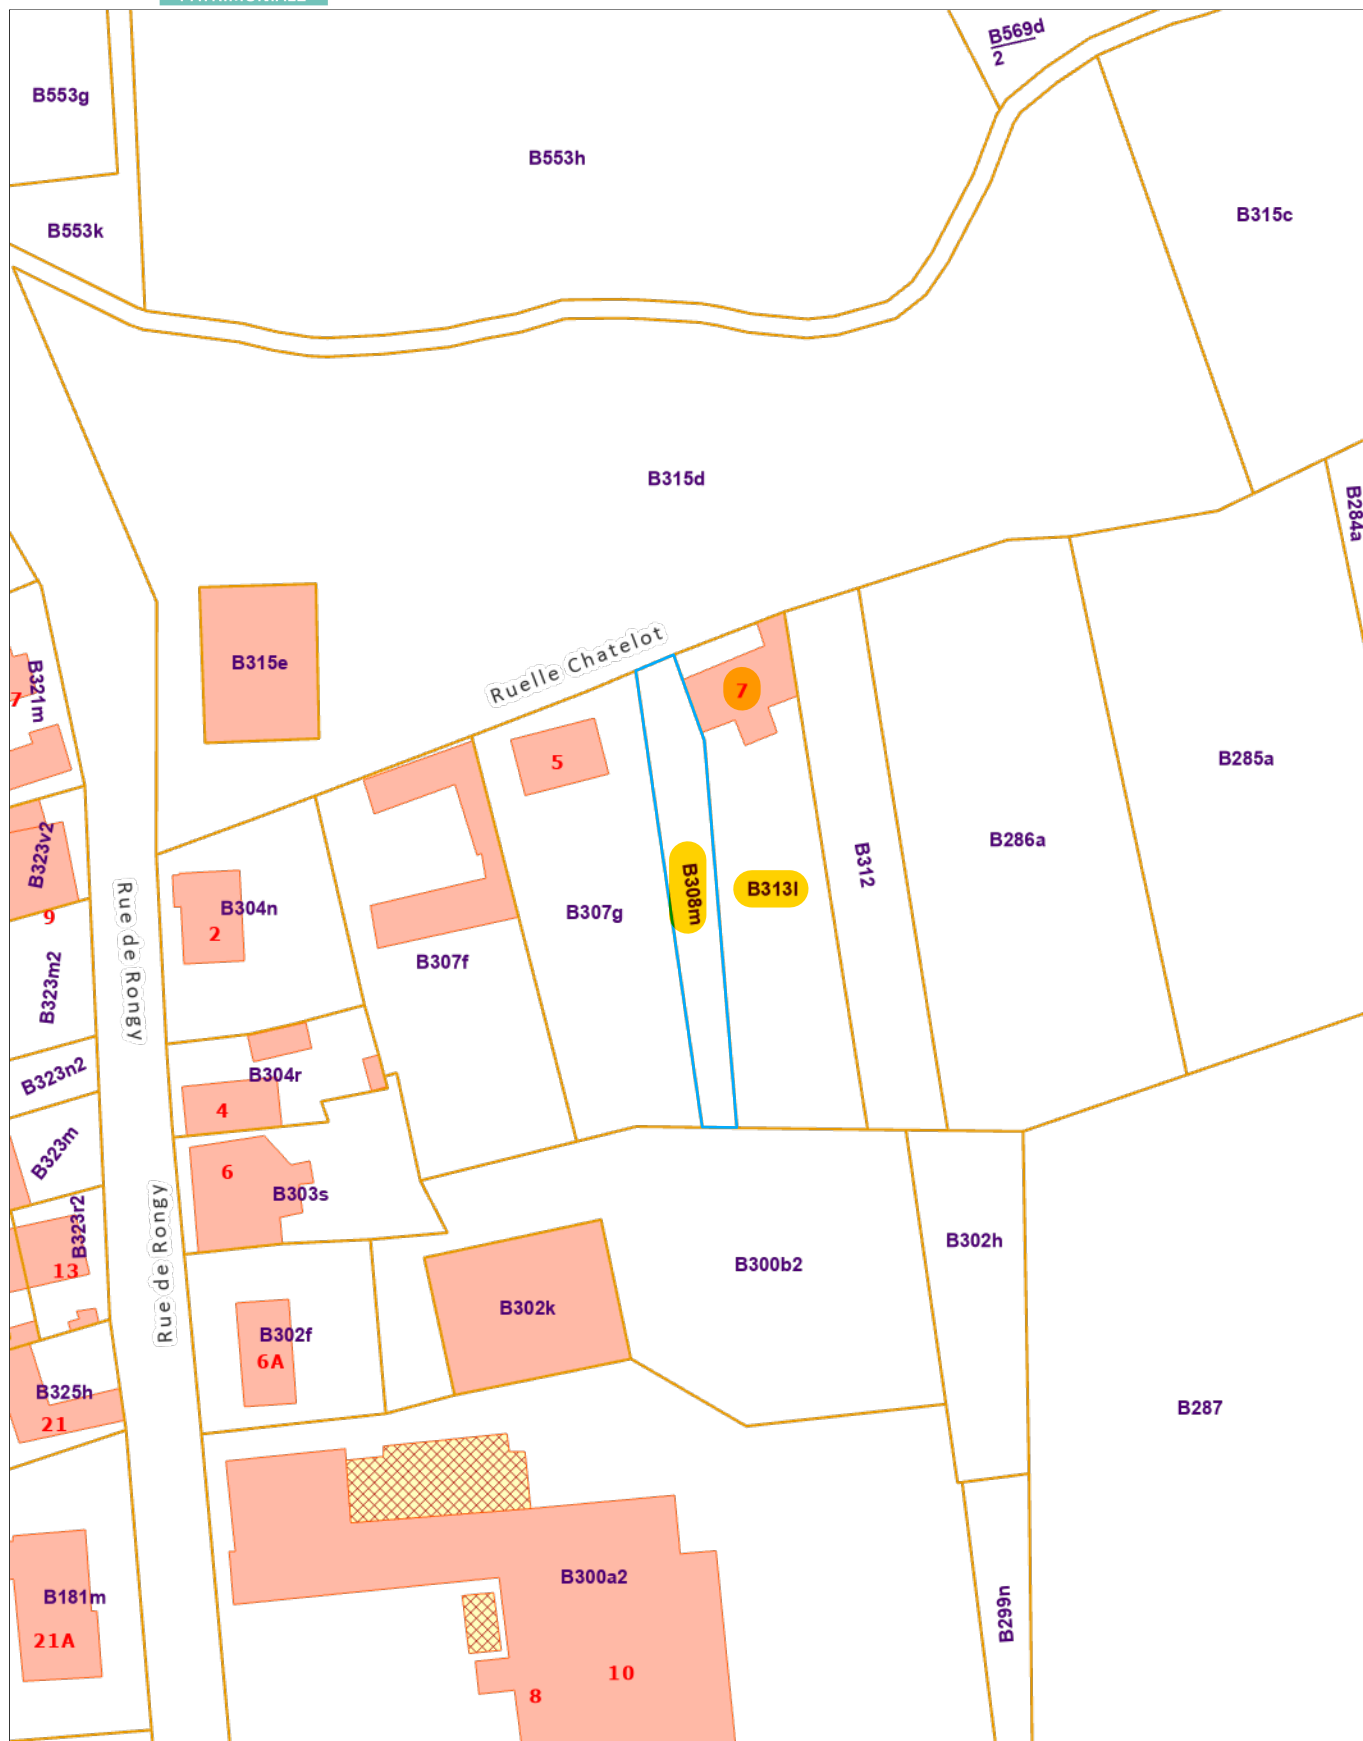 B569d
2
B553g
B553h
B315c
B553k
B315d
B284a
Ruelle Chatelot
B315e
B321m
7
7
5
B285a
B286a
B323v2
B312
B308m
B313l
B304n
9
2
B307g
Rue de Rongy
B307f
B323m2
B323n2
B304r
4
B323m
6
B303s
B323r2
13
Rue de Rongy
B302h
B300b2
B302k
B302f
6A
B325h
21
B287
B300a2
B181m
B299n
21A
10
8